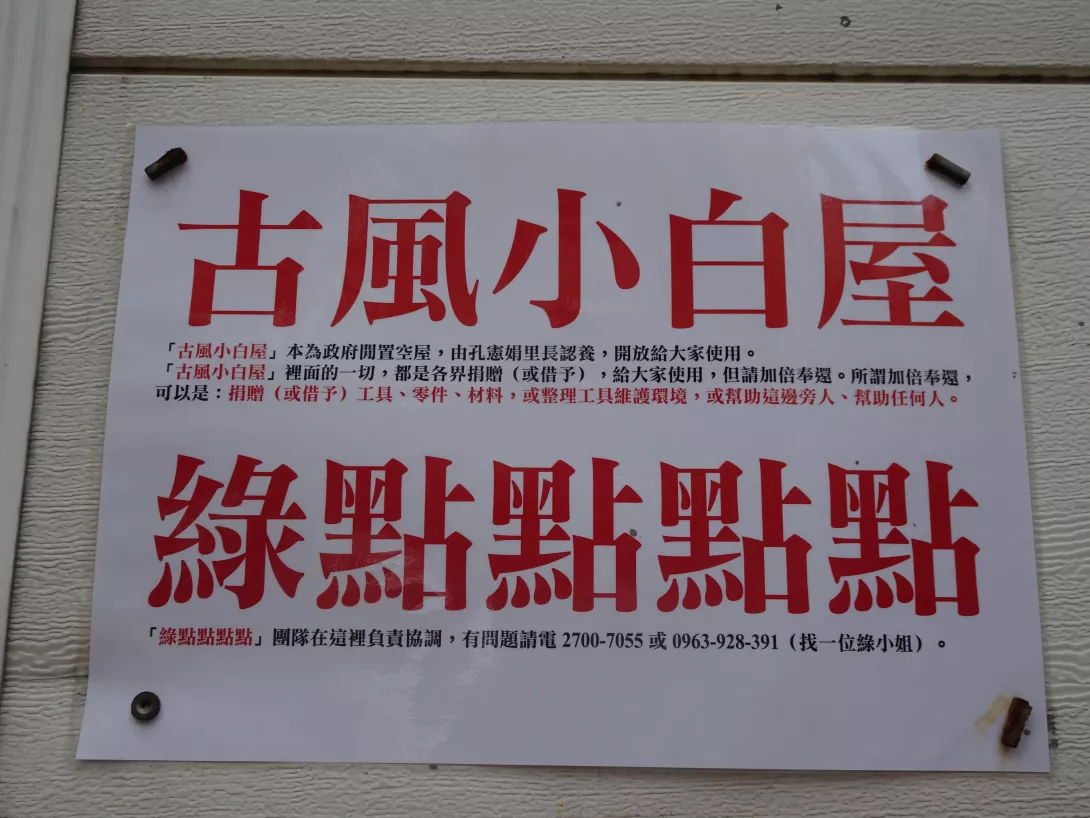 古風小白屋
「古風小白屋」本為政府閒置空屋，由孔憲娟里長認養，開放給大家使用。
「古風小白屋」裡面的一切，都是各界捐贈（或借予），給大家使用，但請加倍奉還。所謂加倍奉還，
可以是：捐贈（或借予）工具、零件、材料，或整理工具維護環境，或幫助這邊旁人、幫助任何人。
綠點點點點
「綠點點點點」團隊在這裡負責協調，有問題請電 2700-7055 或 0963-928-391（找一位綠小姐）。